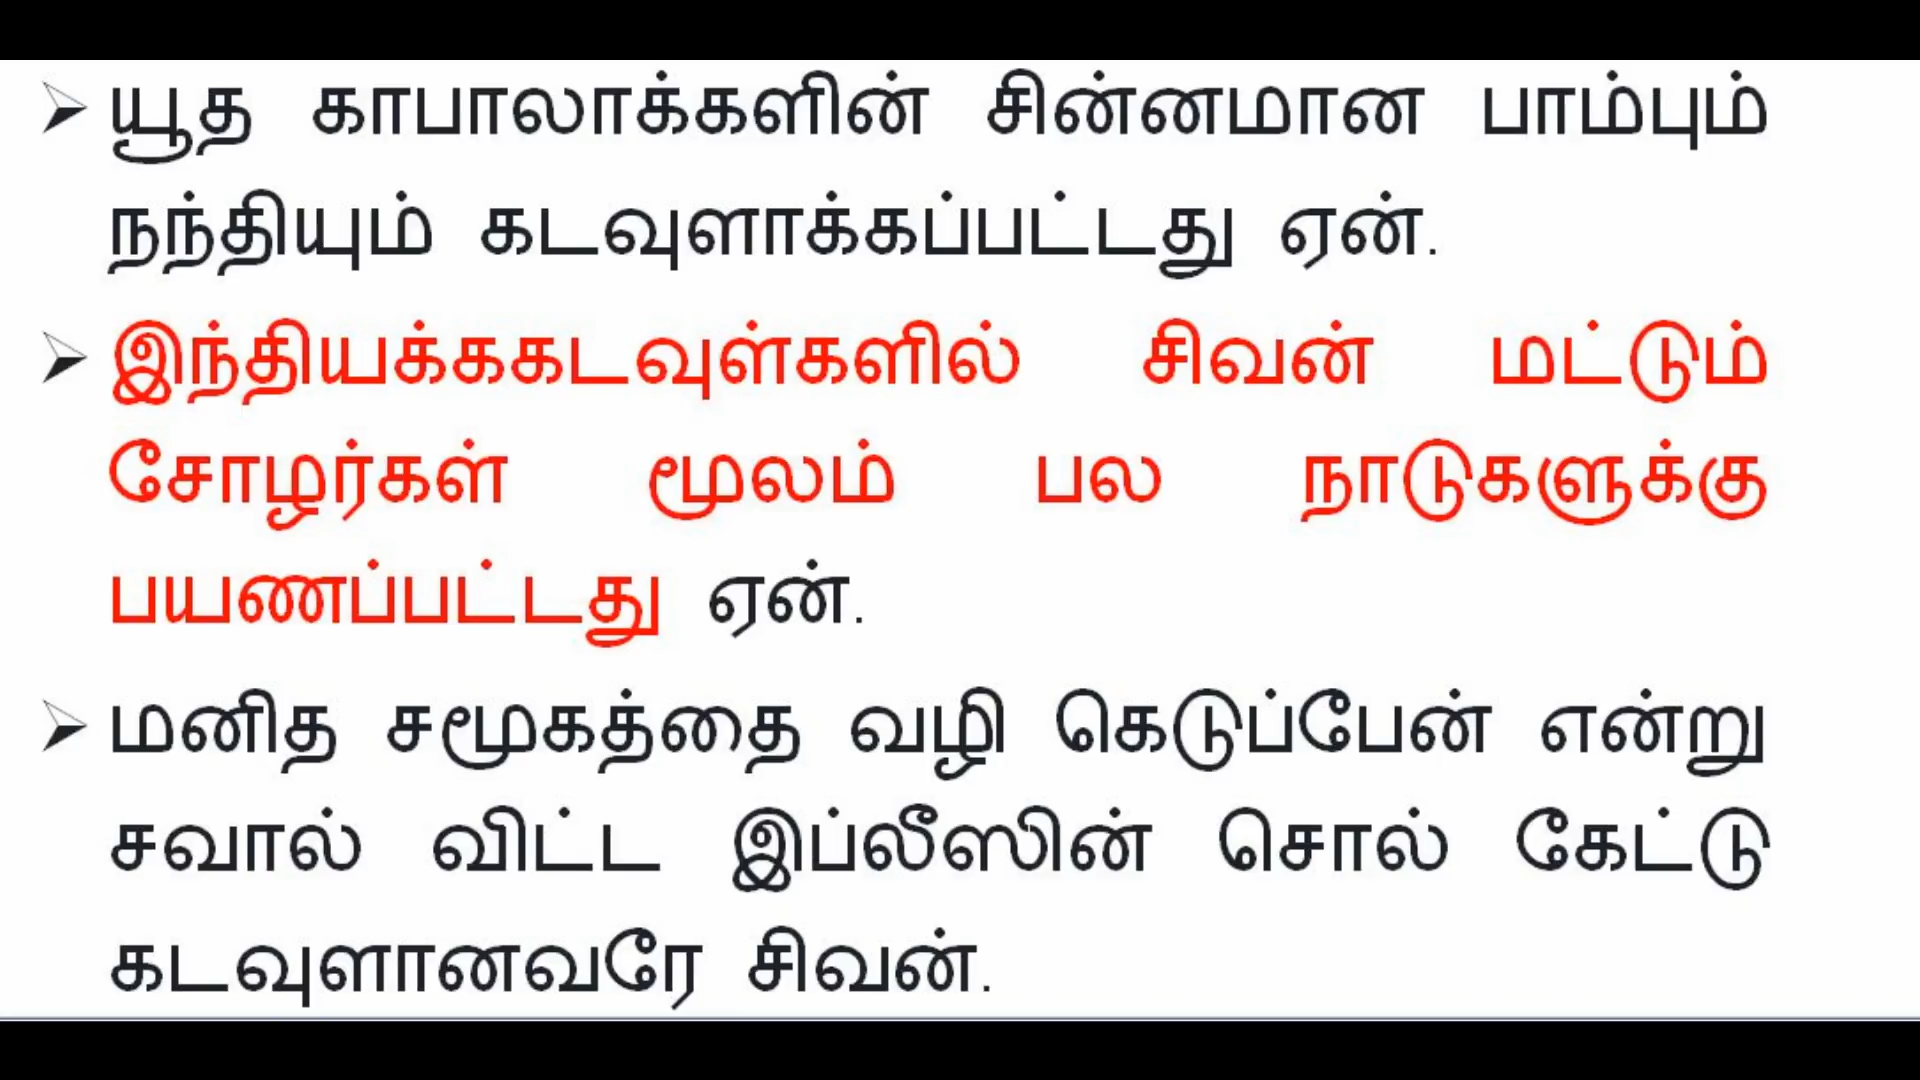 ➢ யூத காபாலாக்களின் சின்னமான பாம்பும்
நந்தியும் கடவுளாக்கப்பட்டது ஏன்.
➢ இந்தியக்ககடவுள்களில் சிவன் மட்டும்
சோழர்கள் மூலம் பல நாடுகளுக்கு
பயணப்பட்டது ஏன்.
➢ மனித சமூகத்தை வழி கெடுப்பேன் என்று
சவால் விட்ட இப்லீஸின் சொல் கேட்டு
கடவுளானவரே சிவன்.